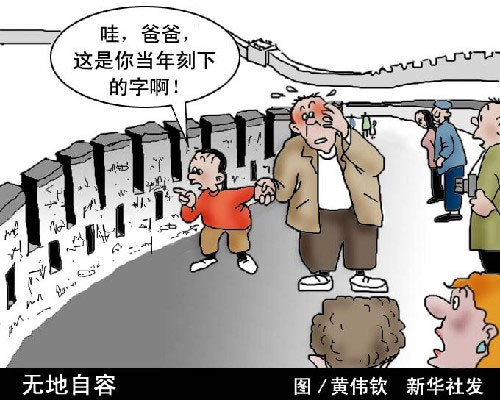 哇，爸爸，
这是你当年刻下
的字啊！
无地自容
图/黄伟钦 新华社发